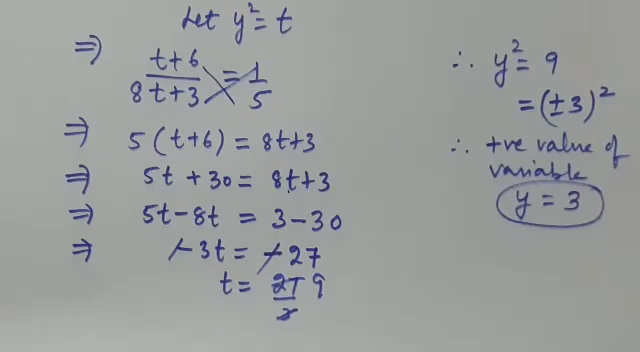 Let y² = t
⇒ t+6 / 8t+3 = 1/5
⇒ 5(t+6) = 8t+3
⇒ 5t+30 = 8t+3
⇒ 5t-8t = 3-30
⇒ -3t = -27
t = 27/3 9
∴ y² = 9
= (±3)²
∴ +ve value of
variable
y = 3